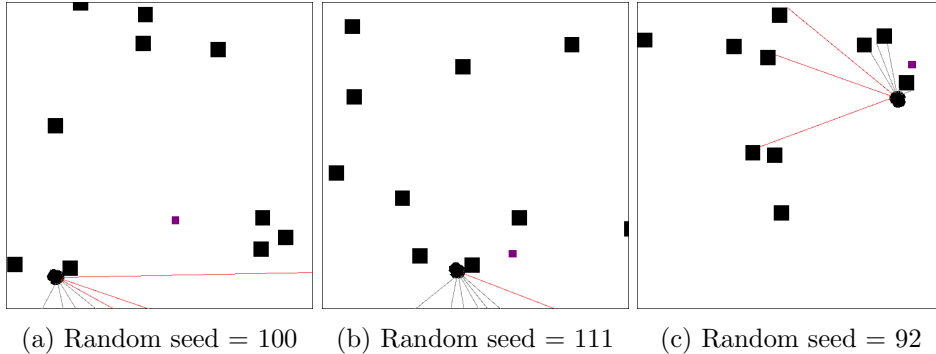 (a) Random seed = 100
(b) Random seed = 111
(c) Random seed = 92